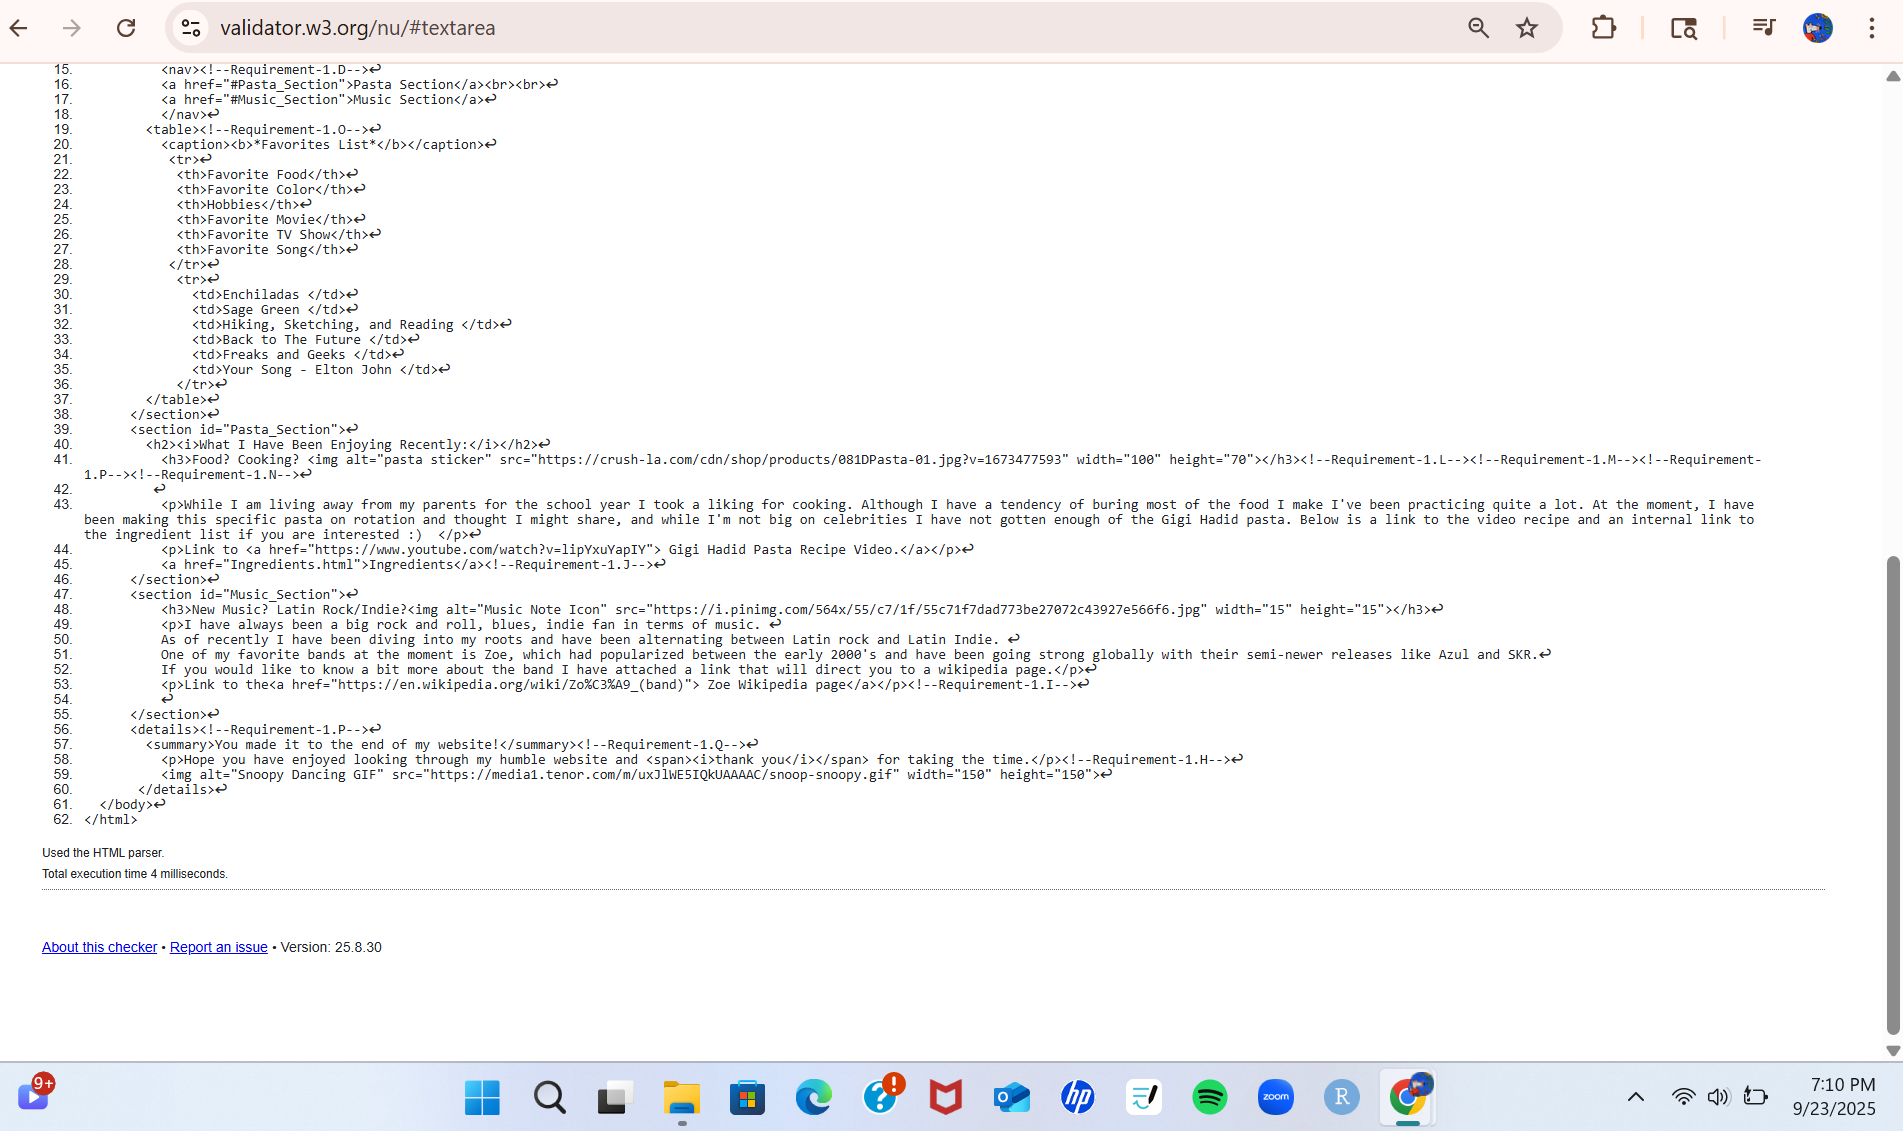 validator.w3.org/nu/#textarea
15. <nav><!--Requirement-1.D-->↩
16. <a href="#Pasta_Section">Pasta Section</a><br><br>↩
17. <a href="#Music_Section">Music Section</a>↩
18. </nav>↩
19. <table><!--Requirement-1.O-->↩
20. <caption><b>*Favorites List*</b></caption>↩
21. <tr>↩
22. <th>Favorite Food</th>↩
23. <th>Favorite Color</th>↩
24. <th>Hobbies</th>↩
25. <th>Favorite Movie</th>↩
26. <th>Favorite TV Show</th>↩
27. <th>Favorite Song</th>↩
28. </tr>↩
29. <tr>↩
30. <td>Enchiladas </td>↩
31. <td>Sage Green </td>↩
32. <td>Hiking, Sketching, and Reading </td>↩
33. <td>Back to The Future </td>↩
34. <td>Freaks and Geeks </td>↩
35. <td>Your Song - Elton John </td>↩
36. </tr>↩
37. </table>↩
38. </section>↩
39. <section id="Pasta_Section">↩
40. <h2><i>What I Have Been Enjoying Recently:</i></h2>↩
41. <h3>Food? Cooking? <img alt="pasta sticker" src="https://crush-la.com/cdn/shop/products/081DPasta-01.jpg?v=1673477593" width="100" height="70"></h3><!--Requirement-1.L--><!--Requirement-1.M--><!--Requirement-
1.P--><!--Requirement-1.N-->↩
42. ↩
43. <p>While I am living away from my parents for the school year I took a liking for cooking. Although I have a tendency of buring most of the food I make I've been practicing quite a lot. At the moment, I have
been making this specific pasta on rotation and thought I might share, and while I'm not big on celebrities I have not gotten enough of the Gigi Hadid pasta. Below is a link to the video recipe and an internal link to
the ingredient list if you are interested :)  </p>↩
44. <p>Link to <a href="https://www.youtube.com/watch?v=lipYxuYapIY"> Gigi Hadid Pasta Recipe Video.</a></p>↩
45. <a href="Ingredients.html">Ingredients</a><!--Requirement-1.J-->↩
46. </section>↩
47. <section id="Music_Section">↩
48. <h3>New Music? Latin Rock/Indie?<img alt="Music Note Icon" src="https://i.pinimg.com/564x/55/c7/1f/55c71f7dad773be27072c43927e566f6.jpg" width="15" height="15"></h3>↩
49. <p>I have always been a big rock and roll, blues, indie fan in terms of music. ↩
50. As of recently I have been diving into my roots and have been alternating between Latin rock and Latin Indie. ↩
51. One of my favorite bands at the moment is Zoe, which had popularized between the early 2000's and have been going strong globally with their semi-newer releases like Azul and SKR.↩
52. If you would like to know a bit more about the band I have attached a link that will direct you to a wikipedia page.</p>↩
53. <p>Link to the<a href="https://en.wikipedia.org/wiki/Zo%C3%A9_(band)"> Zoe Wikipedia page</a></p><!--Requirement-1.I-->↩
54. ↩
55. </section>↩
56. <details><!--Requirement-1.P-->↩
57. <summary>You made it to the end of my website!</summary><!--Requirement-1.Q-->↩
58. <p>Hope you have enjoyed looking through my humble website and <span><i>thank you</i></span> for taking the time.</p><!--Requirement-1.H-->↩
59. <img alt="Snoopy Dancing GIF" src="https://media1.tenor.com/m/uxJlWE5IQkUAAAAC/snoop-snoopy.gif" width="150" height="150">↩
60. </details>↩
61. </body>↩
62. </html>
Used the HTML parser.
Total execution time 4 milliseconds.
About this checker • Report an issue • Version: 25.8.30
9+
hp
zoom
R
7:10 PM
9/23/2025